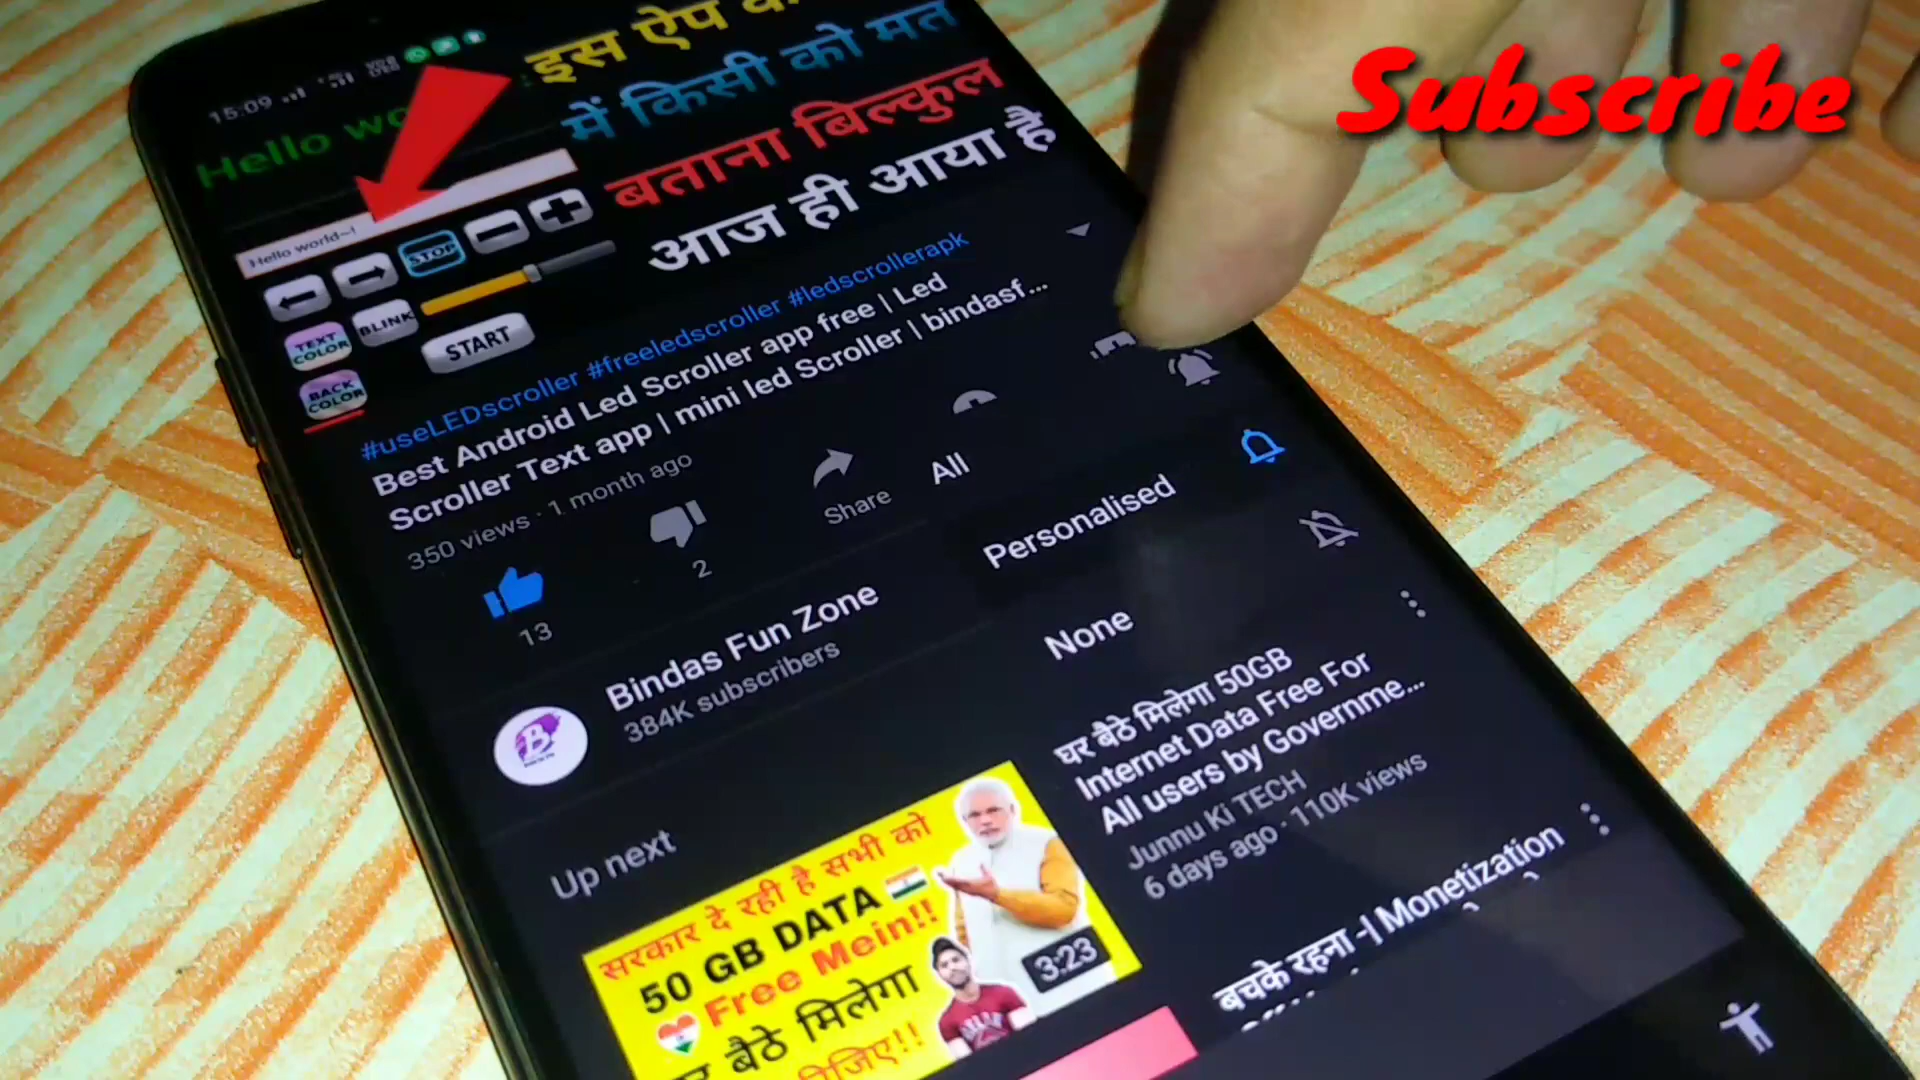 Subscribe
15:09
इस ऐप
में किसी को मत
बताना बिल्कुल
आज ही आया है
Hello
Hello world~!
STOP
TEXT COLOR
BLINK
START
BACK COLOR
#useLEDscroller #freeledscroller #ledscrollerapk
Best Android Led Scroller app free | Led
Scroller Text app | mini led Scroller | bindasf...
350 views · 1 month ago
13
2
Share
All
Personalised
None
Bindas Fun Zone
384K subscribers
Up next
सरकार दे रही है सभी को
50 GB DATA
Free Mein!!
बैठे मिलेगा
3:23
घर बैठे मिलेगा 50GB
Internet Data Free For
All users by Governme...
Junnu Ki TECH
6 days ago · 110K views
बचके रहना -| Monetization